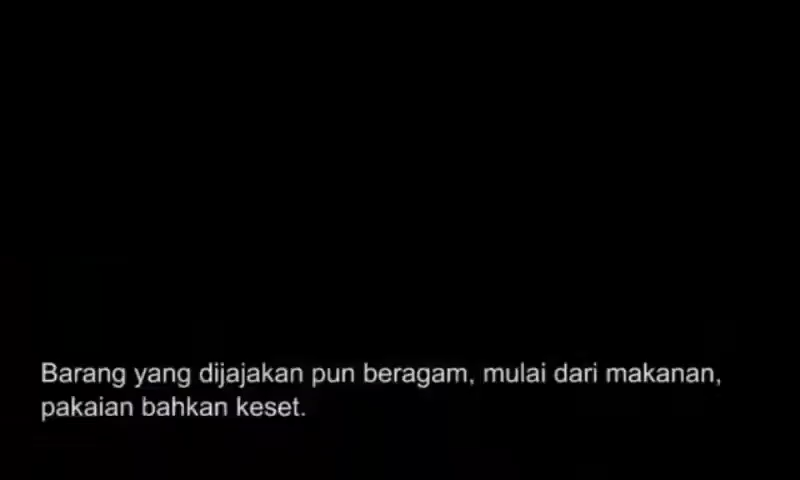 Barang yang dijajakan pun beragam, mulai dari makanan,
pakaian bahkan keset.